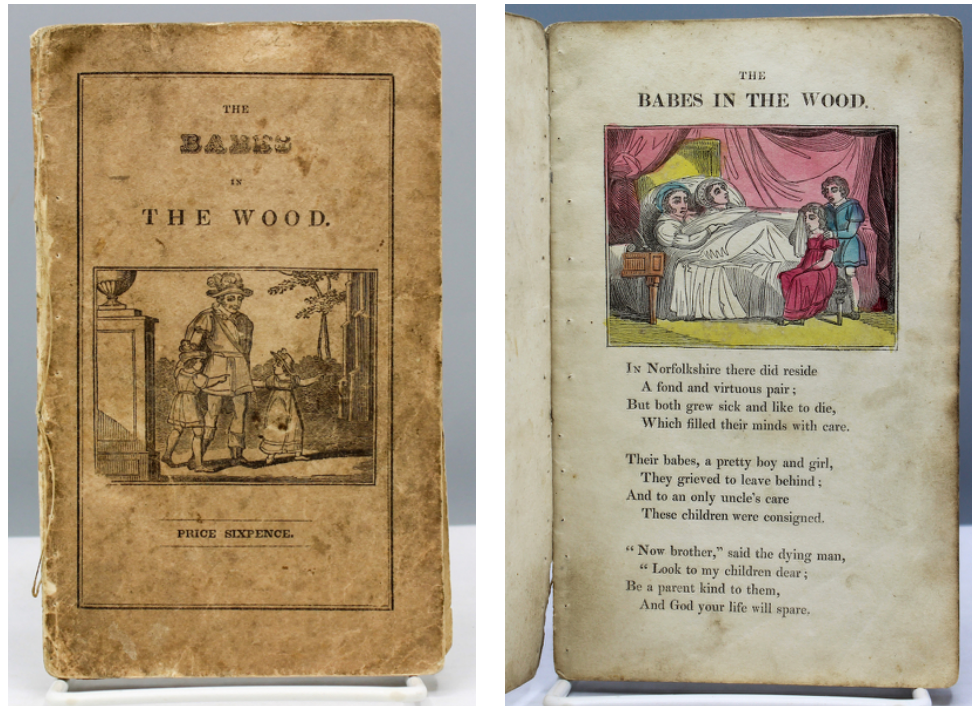 THE
BABES
IN
THE WOOD.
PRICE SIXPENCE.
THE
BABES IN THE WOOD.
IN Norfolkshire there did reside
A fond and virtuous pair;
But both grew sick and like to die,
Which filled their minds with care.
Their babes, a pretty boy and girl,
They grieved to leave behind;
And to an only uncle's care
These children were consigned.
“Now brother,” said the dying man,
“Look to my children dear;
Be a parent kind to them,
And God your life will spare.